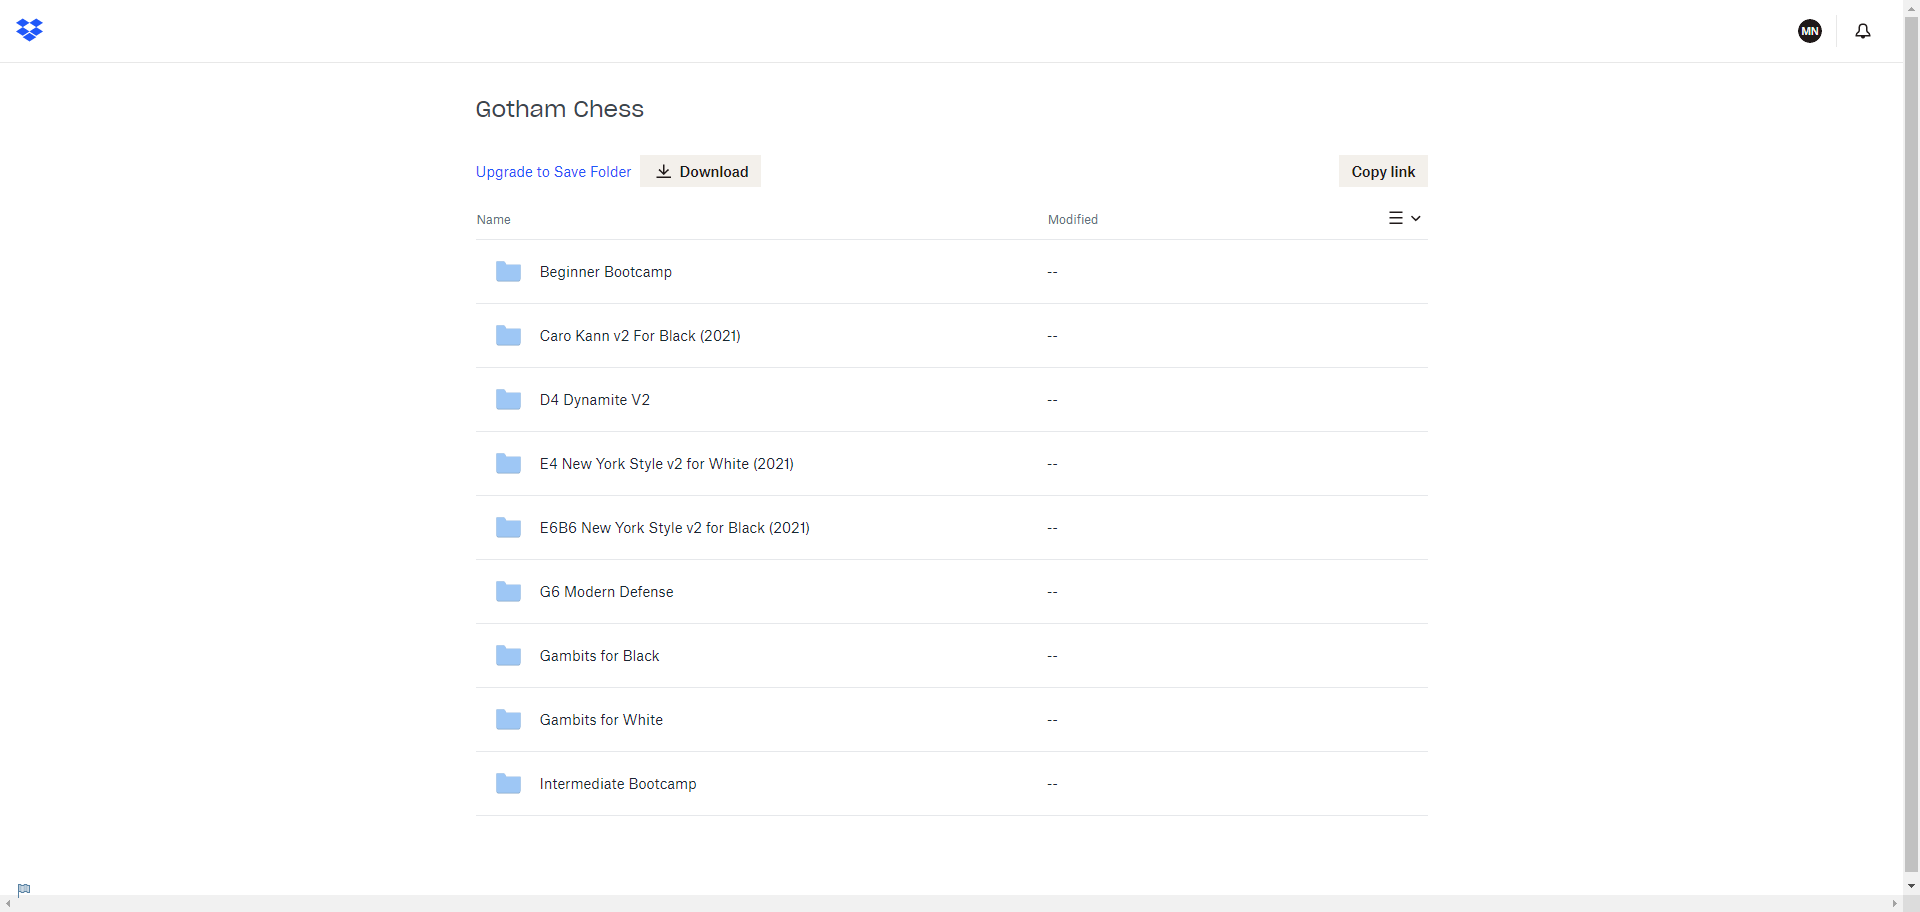 MN
Gotham Chess
Upgrade to Save Folder Download Copy link
Name Modified
Beginner Bootcamp --
Caro Kann v2 For Black (2021) --
D4 Dynamite V2 --
E4 New York Style v2 for White (2021) --
E6B6 New York Style v2 for Black (2021) --
G6 Modern Defense --
Gambits for Black --
Gambits for White --
Intermediate Bootcamp --